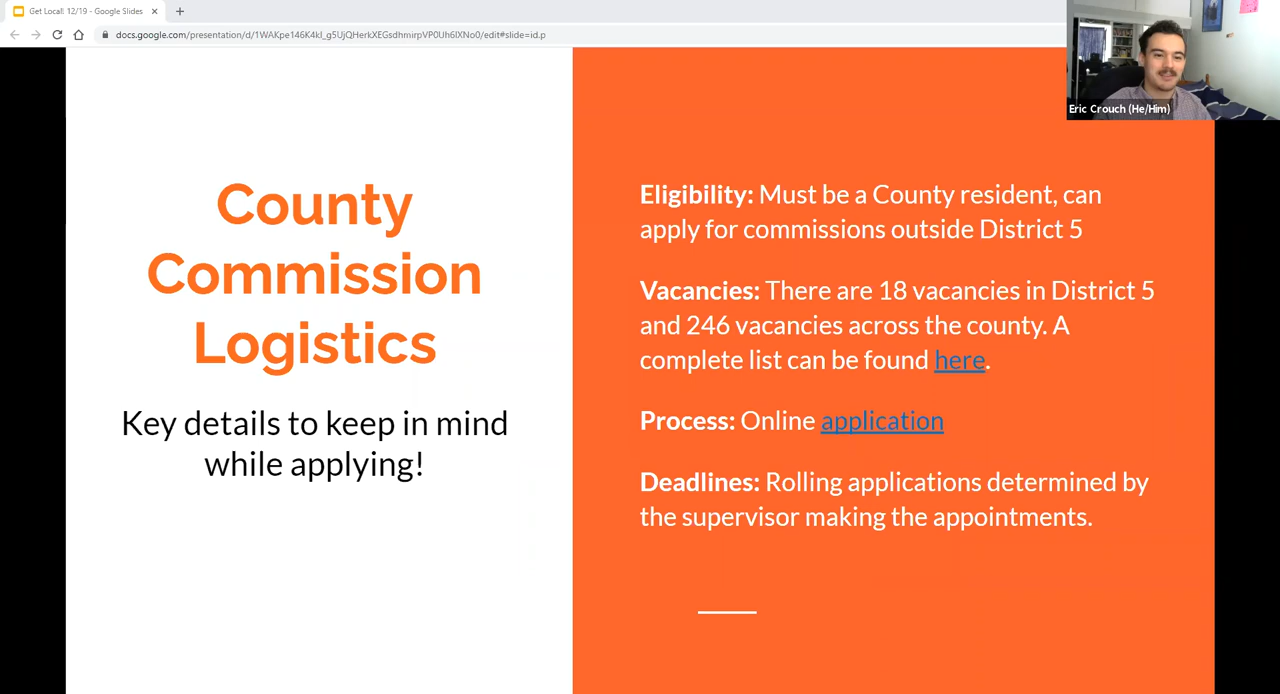 Get Local! 12/19 - Google Slides
docs.google.com/presentation/d/1WAKpe146K4kI_g5UjQHerkXEGsdhmirpVP0Uh6lXNo0/edit#slide=id.p
Eric Crouch (He/Him)
County
Commission
Logistics
Key details to keep in mind
while applying!
Eligibility: Must be a County resident, can
apply for commissions outside District 5
Vacancies: There are 18 vacancies in District 5
and 246 vacancies across the county. A
complete list can be found here.
Process: Online application
Deadlines: Rolling applications determined by
the supervisor making the appointments.